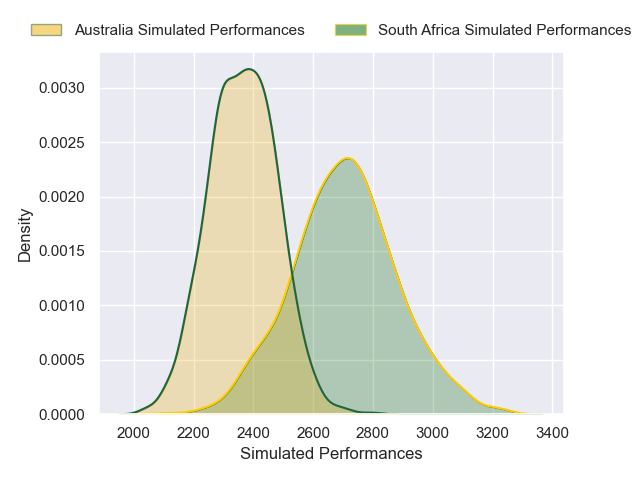 Australia Simulated Performances South Africa Simulated Performances
0.0030
0.0025
0.0020
0.0015
0.0010
0.0005
0.0000
Density
2000 2200 2400 2600 2800 3000 3200 3400
Simulated Performances